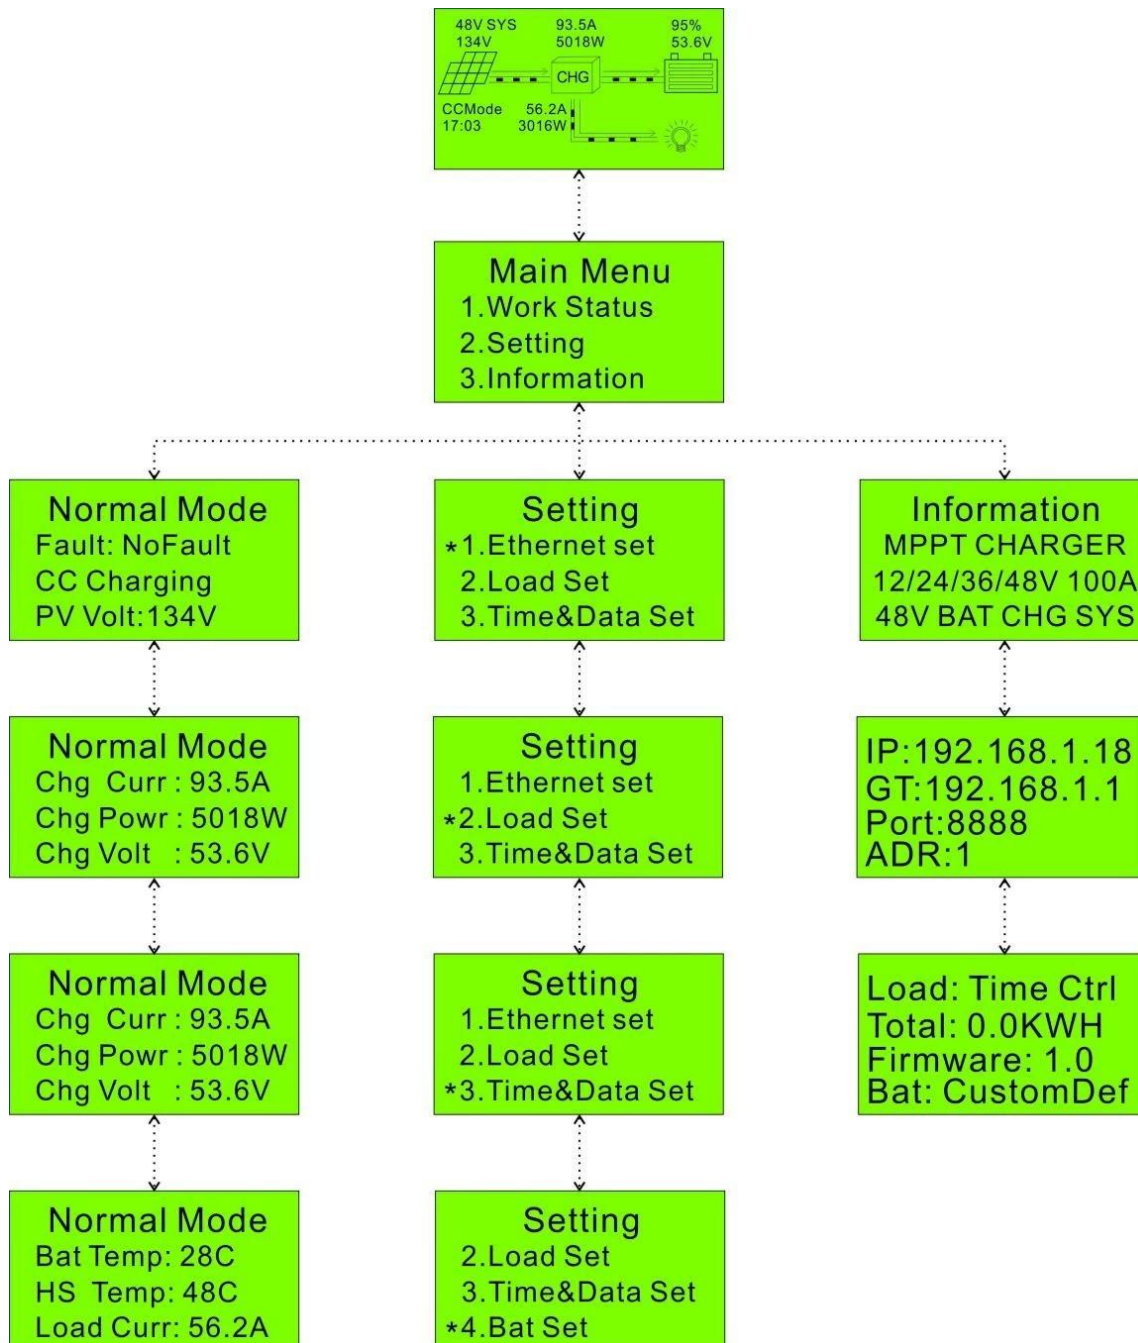 48V SYS 93.5A 95%
134V 5018W 53.6V
CHG
CCMode 56.2A
17:03 3016W
Main Menu
1.Work Status
2.Setting
3.Information
Normal Mode
Fault: NoFault
CC Charging
PV Volt:134V
Normal Mode
Chg Curr : 93.5A
Chg Powr : 5018W
Chg Volt : 53.6V
Normal Mode
Chg Curr : 93.5A
Chg Powr : 5018W
Chg Volt : 53.6V
Normal Mode
Bat Temp: 28C
HS Temp: 48C
Load Curr: 56.2A
Setting
*1.Ethernet set
2.Load Set
3.Time&Data Set
Setting
1.Ethernet set
*2.Load Set
3.Time&Data Set
Setting
1.Ethernet set
2.Load Set
*3.Time&Data Set
Setting
2.Load Set
3.Time&Data Set
*4.Bat Set
Information
MPPT CHARGER
12/24/36/48V 100A
48V BAT CHG SYS
IP:192.168.1.18
GT:192.168.1.1
Port:8888
ADR:1
Load: Time Ctrl
Total: 0.0KWH
Firmware: 1.0
Bat: CustomDef